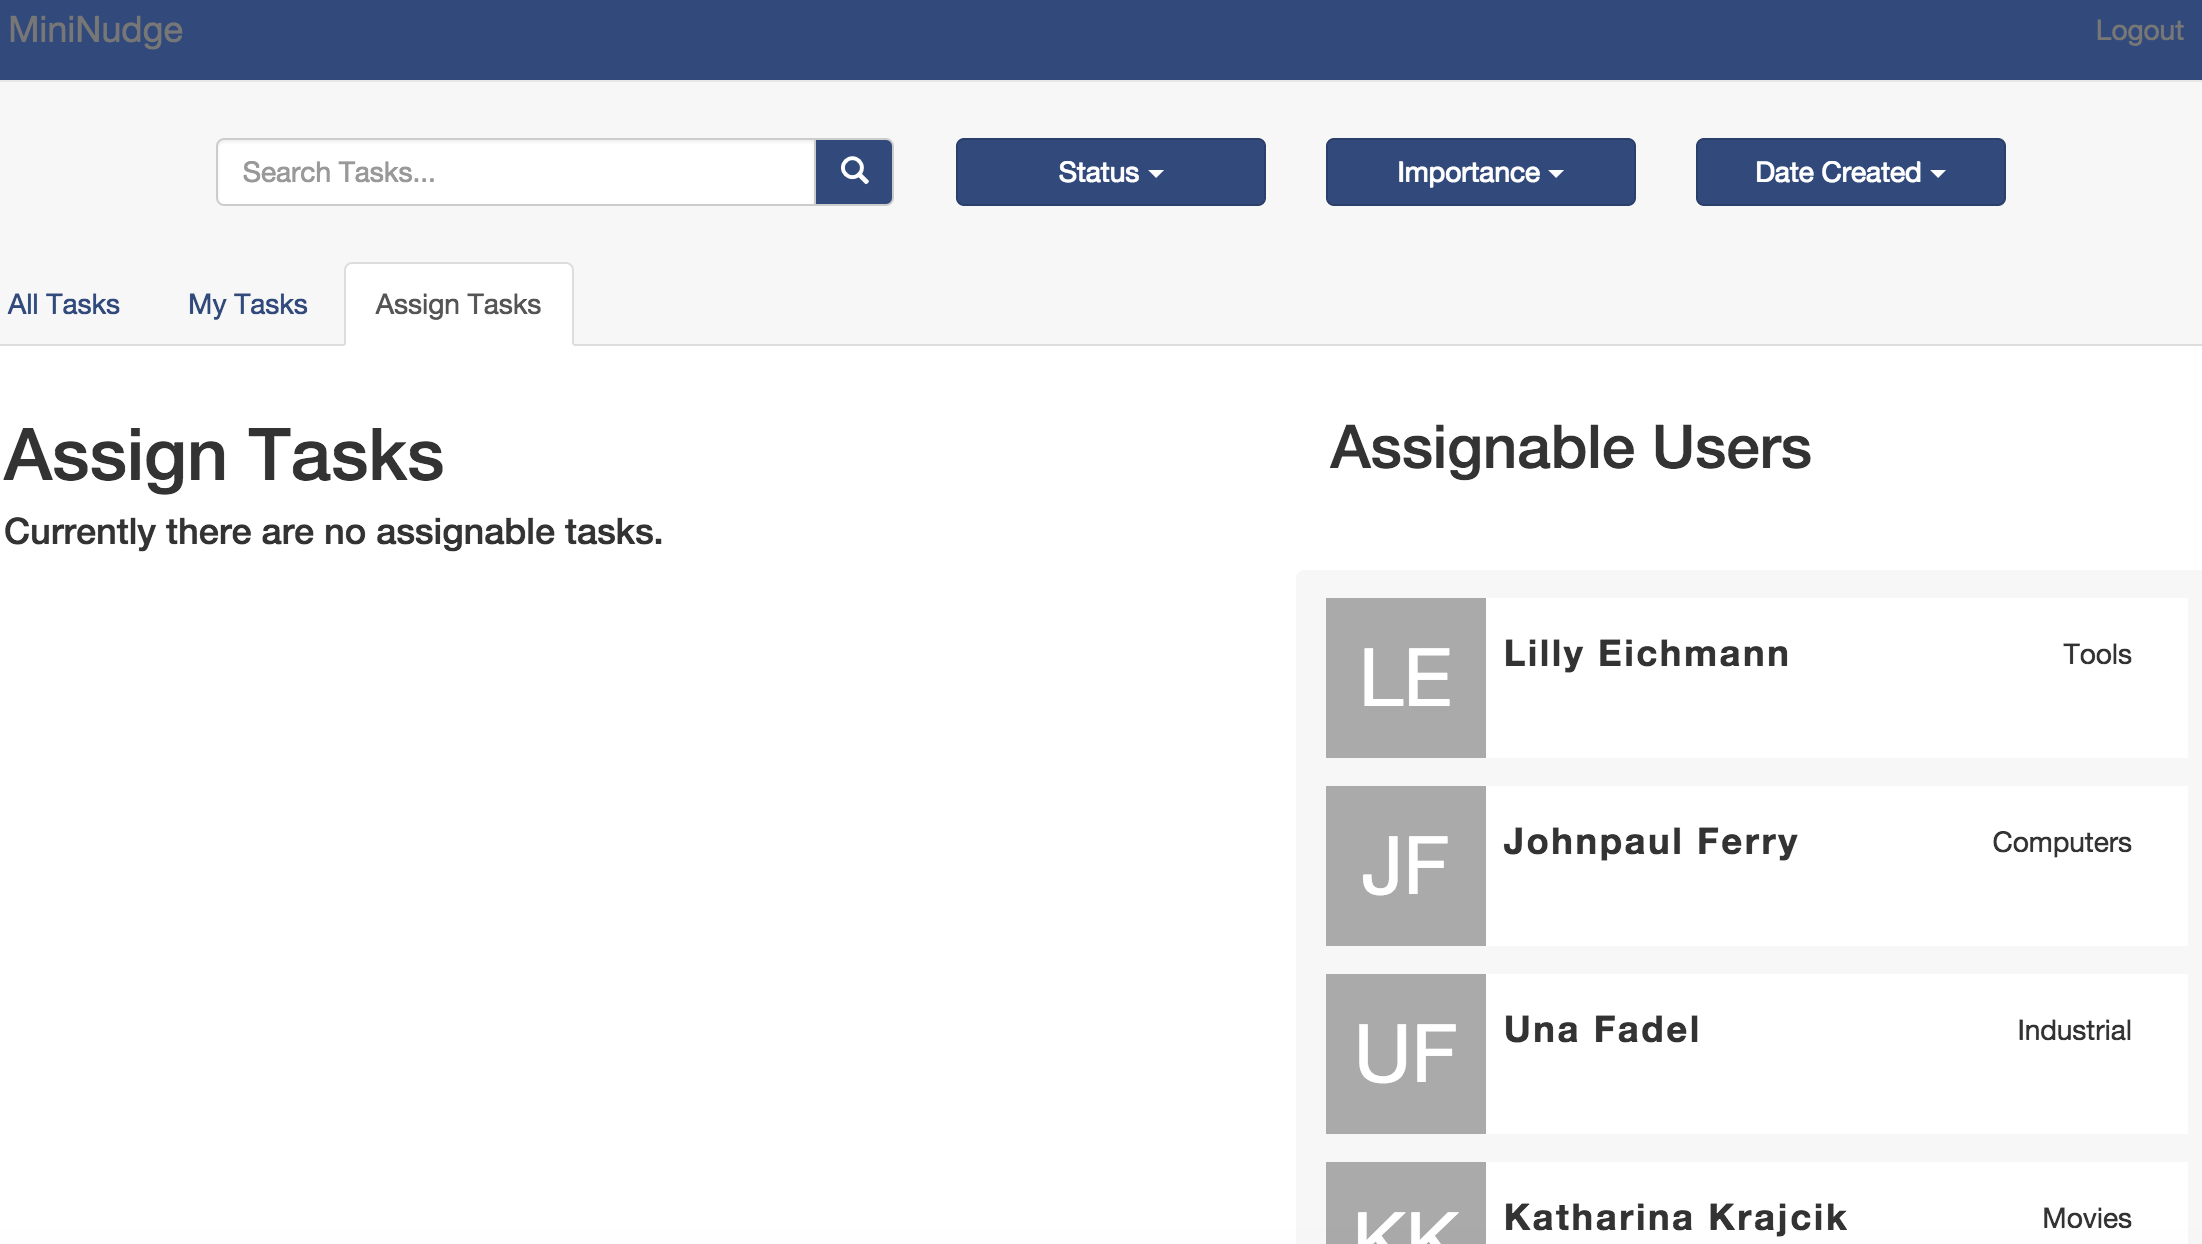 MiniNudge
Logout
Search Tasks...
Status
Importance
Date Created
All Tasks
My Tasks
Assign Tasks
Assign Tasks
Currently there are no assignable tasks.
Assignable Users
LE
Lilly Eichmann
Tools
JF
Johnpaul Ferry
Computers
UF
Una Fadel
Industrial
KK
Katharina Krajcik
Movies